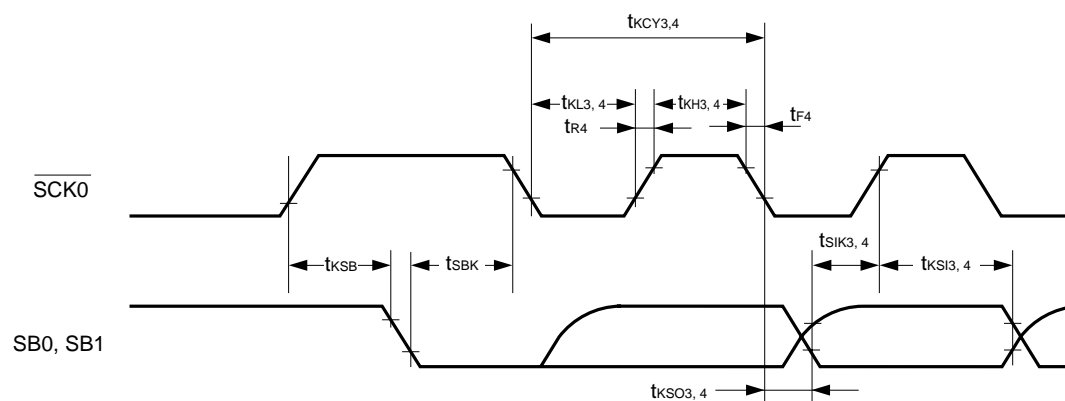 tKCY3,4
tKL3, 4
tKH3, 4
tR4
tF4
SCK0
tSIK3, 4
tKSB
tSBK
tKSI3, 4
SB0, SB1
tKSO3, 4